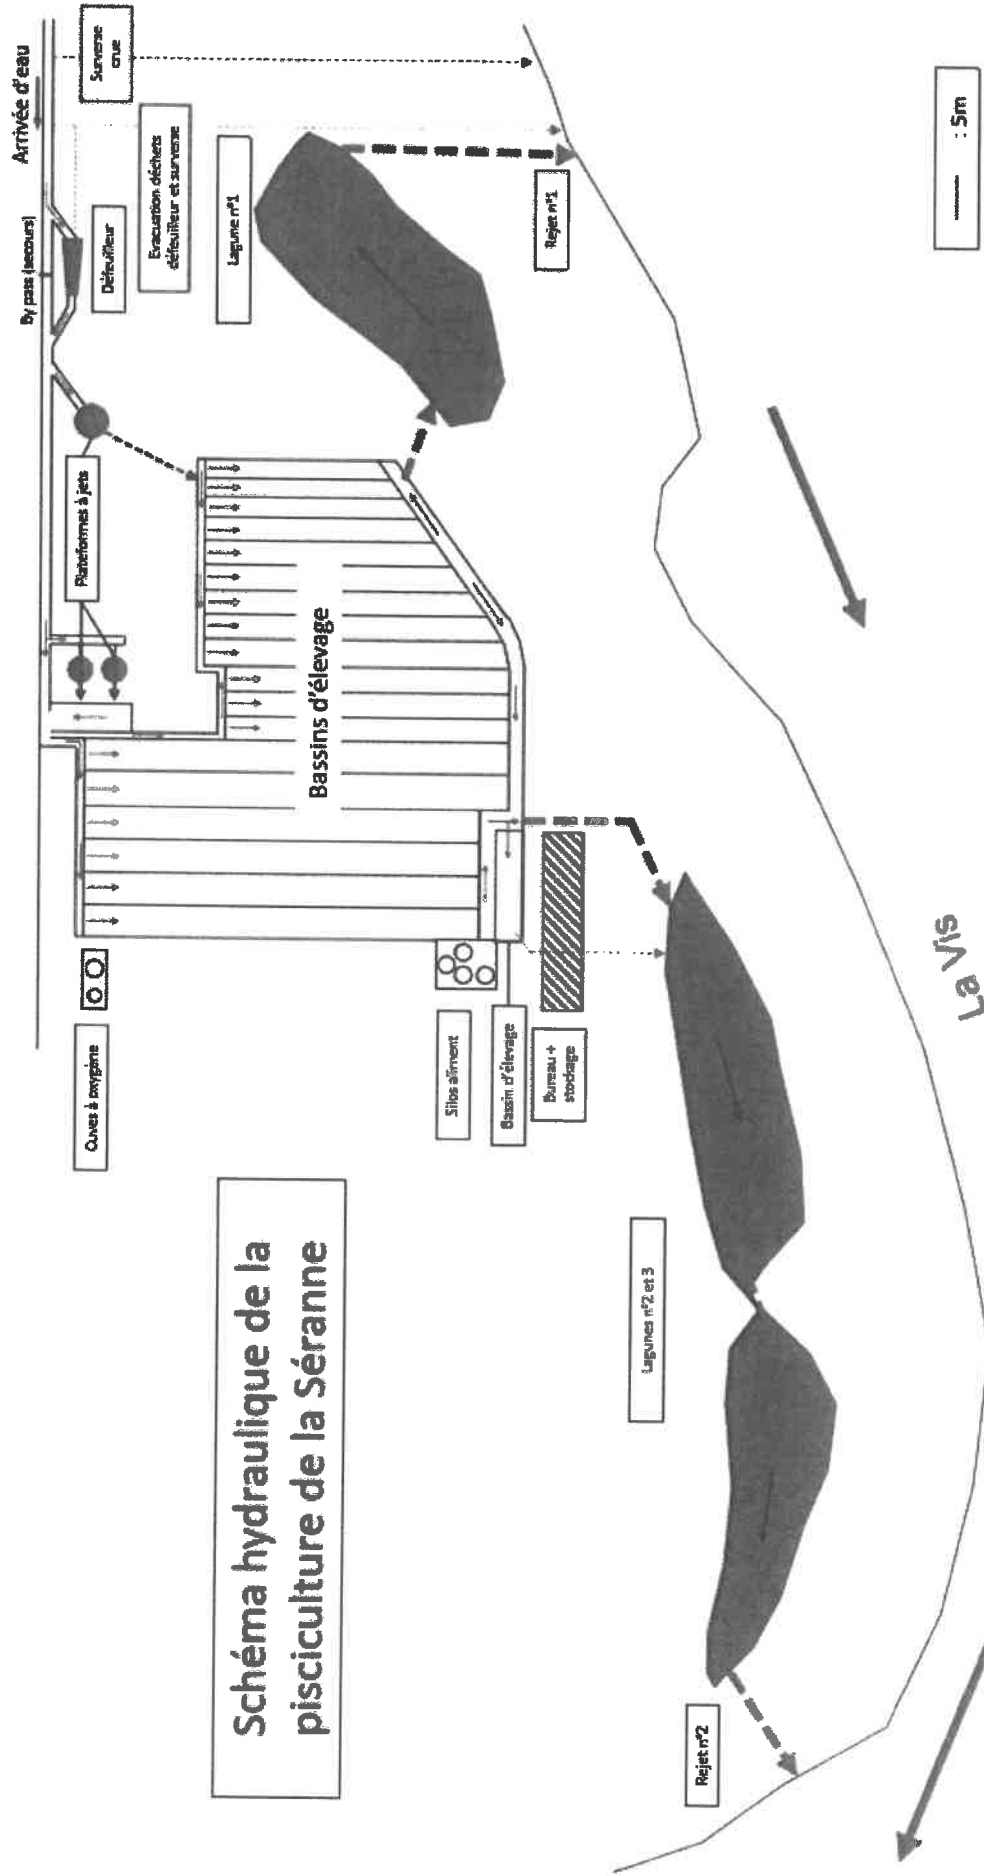 Schéma hydraulique de la
pisciculture de la Séranne
Arrivée d'eau
By pass (secours)
Surverse
crue
Défeuilleur
Evacuation déchets
défeuilleur et surverse
Lagune n°1
Rejet n°1
Plateformes à jets
Bassins d'élevage
Cuves à oxygène
Silos aliment
Bassin d'élevage
Bureau +
stockage
Lagunes n°2 et 3
Rejet n°2
La Vis
: 5m